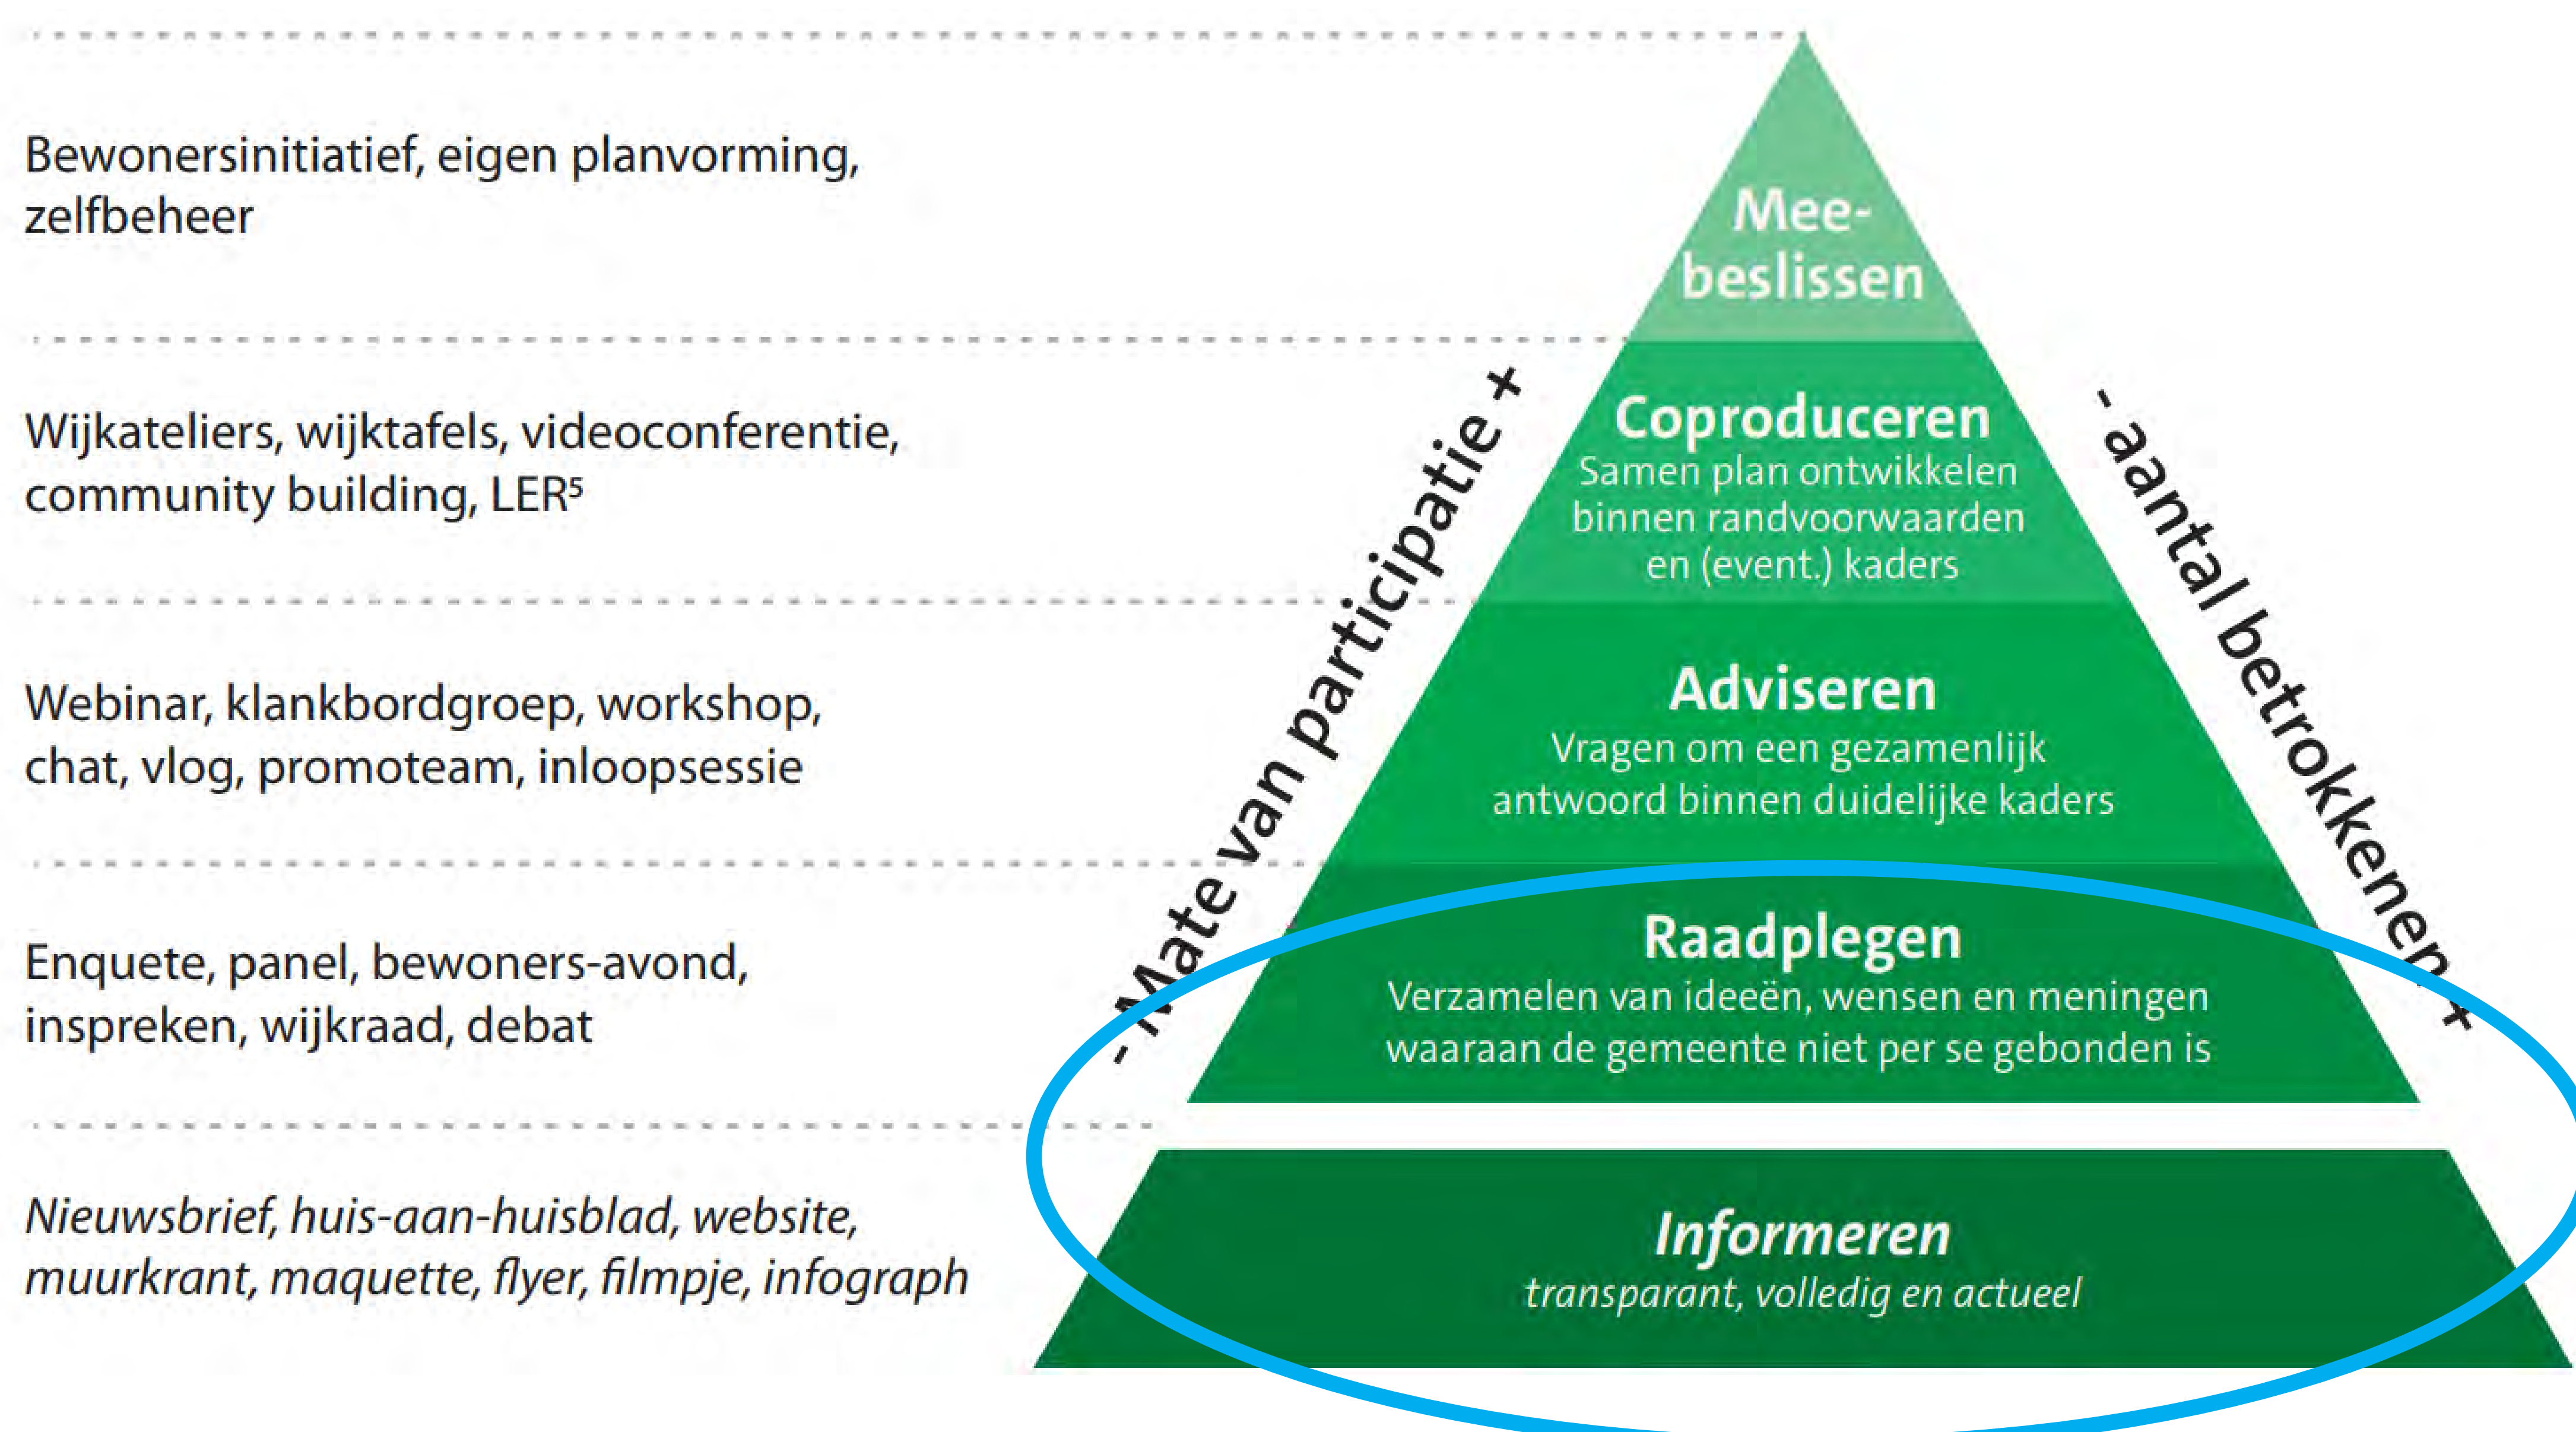 Bewonersinitiatief, eigen planvorming,
zelfbeheer
Mee-
beslissen
Wijkateliers, wijktafels, videoconferentie,
community building, LER⁵
Coproduceren
Samen plan ontwikkelen
binnen randvoorwaarden
en (event.) kaders
Webinar, klankbordgroep, workshop,
chat, vlog, promoteam, inloopsessie
Adviseren
Vragen om een gezamenlijk
antwoord binnen duidelijke kaders
Enquete, panel, bewoners-avond,
inspreken, wijkraad, debat
Raadplegen
Verzamelen van ideeën, wensen en meningen
waaraan de gemeente niet per se gebonden is
Nieuwsbrief, huis-aan-huisblad, website,
muurkrant, maquette, flyer, filmpje, infograph
Informeren
transparant, volledig en actueel
- Mate van participatie +
- aantal betrokkenen +